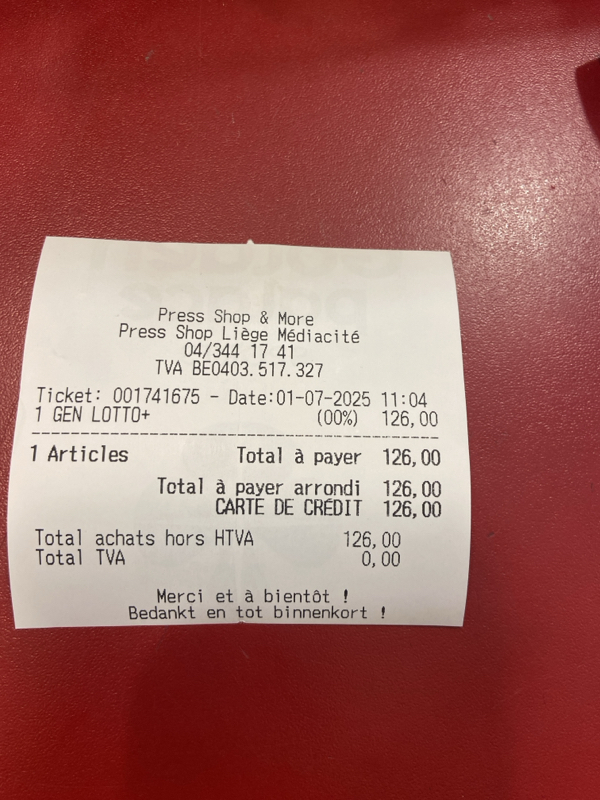 Press Shop & More
Press Shop Liège Médiacité
04/344 17 41
TVA BE0403.517.327
Ticket: 001741675 - Date:01-07-2025 11:04
1 GEN LOTTO+ (00%) 126,00
--------------------------------------------------
1 Articles Total à payer 126,00
Total à payer arrondi 126,00
CARTE DE CRÉDIT 126,00
Total achats hors HTVA 126,00
Total TVA 0,00
Merci et à bientôt !
Bedankt en tot binnenkort !